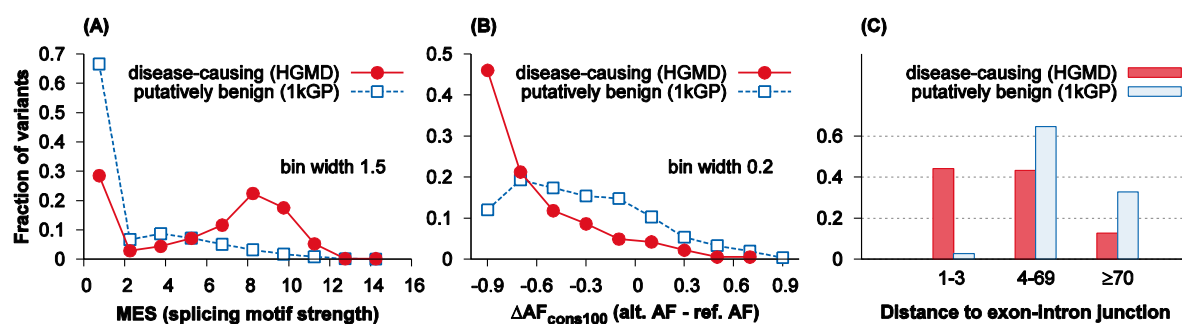 (A)
Fraction of variants
0.7
0.6
0.5
0.4
0.3
0.2
0.1
0
disease-causing (HGMD)
putatively benign (1kGP)
bin width 1.5
0 2 4 6 8 10 12 14 16
MES (splicing motif strength)
(B)
0.5
0.4
0.3
0.2
0.1
0
disease-causing (HGMD)
putatively benign (1kGP)
bin width 0.2
-0.9 -0.6 -0.3 0 0.3 0.6 0.9
ΔAFcons100 (alt. AF - ref. AF)
(C)
disease-causing (HGMD)
putatively benign (1kGP)
0.6
0.4
0.2
0
1-3 4-69 ≥70
Distance to exon-intron junction